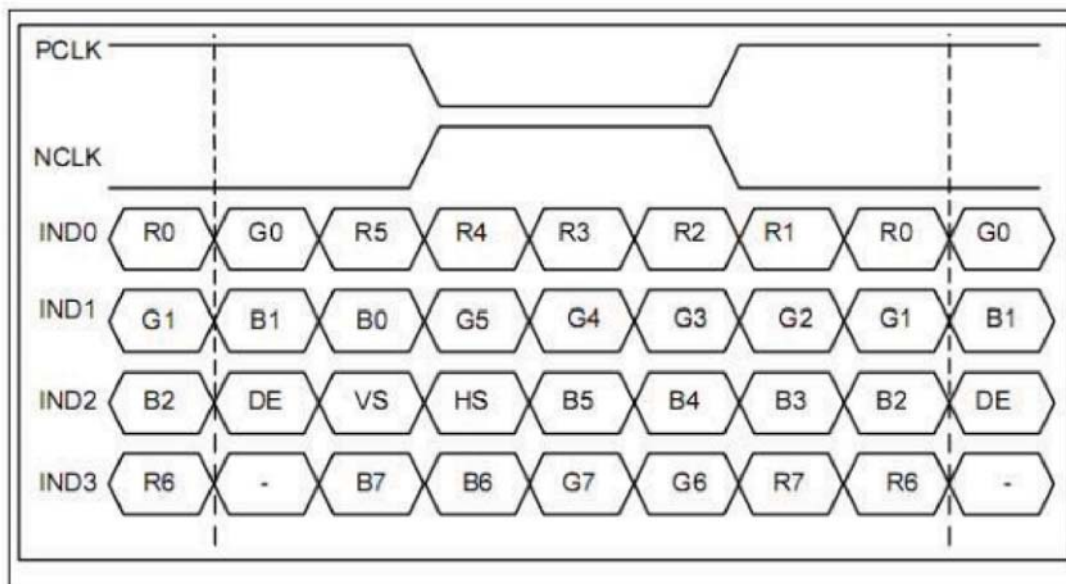 PCLK
NCLK
IND0 R0 G0 R5 R4 R3 R2 R1 R0 G0
IND1 G1 B1 B0 G5 G4 G3 G2 G1 B1
IND2 B2 DE VS HS B5 B4 B3 B2 DE
IND3 R6 - B7 B6 G7 G6 R7 R6 -